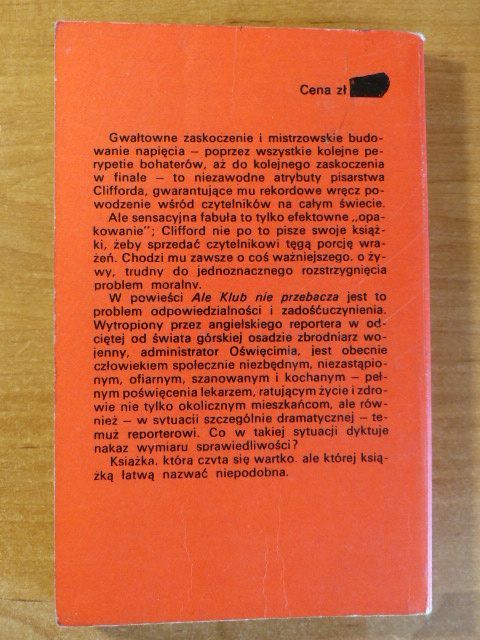 Cena zł
Gwałtowne zaskoczenie i mistrzowskie budo-
wanie napięcia – poprzez wszystkie kolejne pe-
rypetie bohaterów, aż do kolejnego zaskoczenia
w finale – to niezawodne atrybuty pisarstwa
Clifforda, gwarantujące mu rekordowe wręcz po-
wodzenie wśród czytelników na całym świecie.
Ale sensacyjna fabuła to tylko efektowne „opa-
kowanie”; Clifford nie po to pisze swoje książ-
ki, żeby sprzedać czytelnikowi tęgą porcję wra-
żeń. Chodzi mu zawsze o coś ważniejszego. o ży-
wy, trudny do jednoznacznego rozstrzygnięcia
problem moralny.
W powieści Ale Klub nie przebacza jest to
problem odpowiedzialności i zadośćuczynienia.
Wytropiony przez angielskiego reportera w od-
ciętej od świata górskiej osadzie zbrodniarz wo-
jenny, administrator Oświęcimia, jest obecnie
człowiekiem społecznie niezbędnym, niezastąpio-
nym, ofiarnym, szanowanym i kochanym – peł-
nym poświęcenia lekarzem, ratującym życie i zdro-
wie nie tylko okolicznym mieszkańcom, ale rów-
nież – w sytuacji szczególnie dramatycznej – te-
muż reporterowi. Co w takiej sytuacji dyktuje
nakaz wymiaru sprawiedliwości?
Książka, którą czyta się wartko. ale której ksią-
żką łatwą nazwać niepodobna.